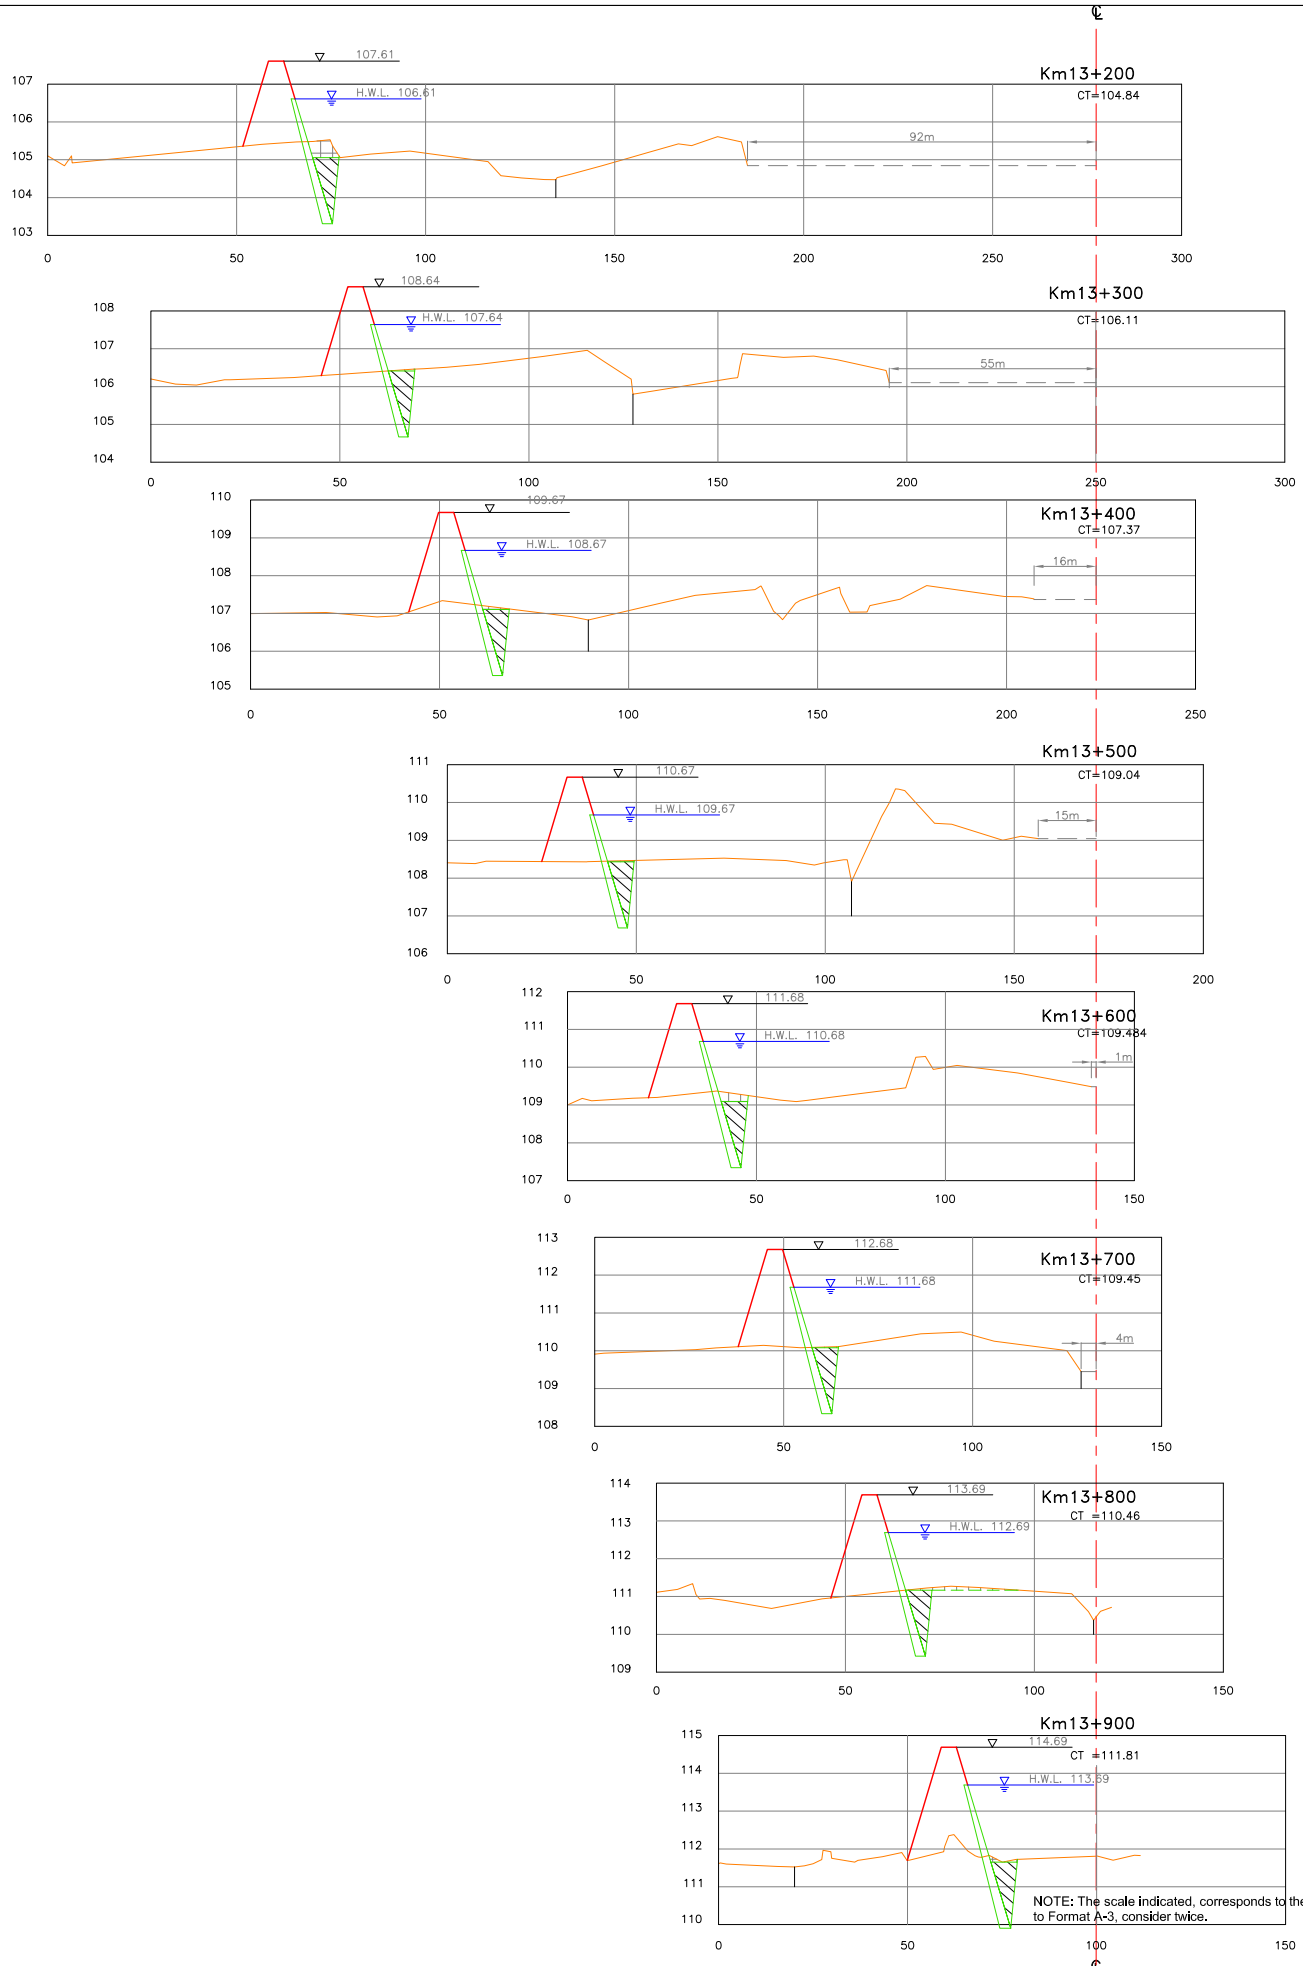 ℄
107.61
Km13+200
107
H.W.L. 106.61
CT=104.84
106
92m
105
104
103
0 50 100 150 200 250 300
108.64
Km13+300
108
H.W.L. 107.64
CT=106.11
107
55m
106
105
104
0 50 100 150 200 250 300
110
109.67
Km13+400
CT=107.37
109
H.W.L. 108.67
16m
108
107
106
105
0 50 100 150 200 250
Km13+500
111
110.67
CT=109.04
110
H.W.L. 109.67
15m
109
108
107
106
0 50 100 150 200
112
111.68
Km13+600
111
H.W.L. 110.68
CT=109.484
1m
110
109
108
107
0 50 100 150
113
112.68
Km13+700
112
H.W.L. 111.68
CT=109.45
111
4m
110
109
108
0 50 100 150
114
113.69
Km13+800
CT =110.46
113
H.W.L. 112.69
112
111
110
109
0 50 100 150
Km13+900
115
114.69
CT =111.81
114
H.W.L. 113.69
113
112
111
NOTE: The scale indicated, corresponds to the
110
to Format A-3, consider twice.
0 50 100 150